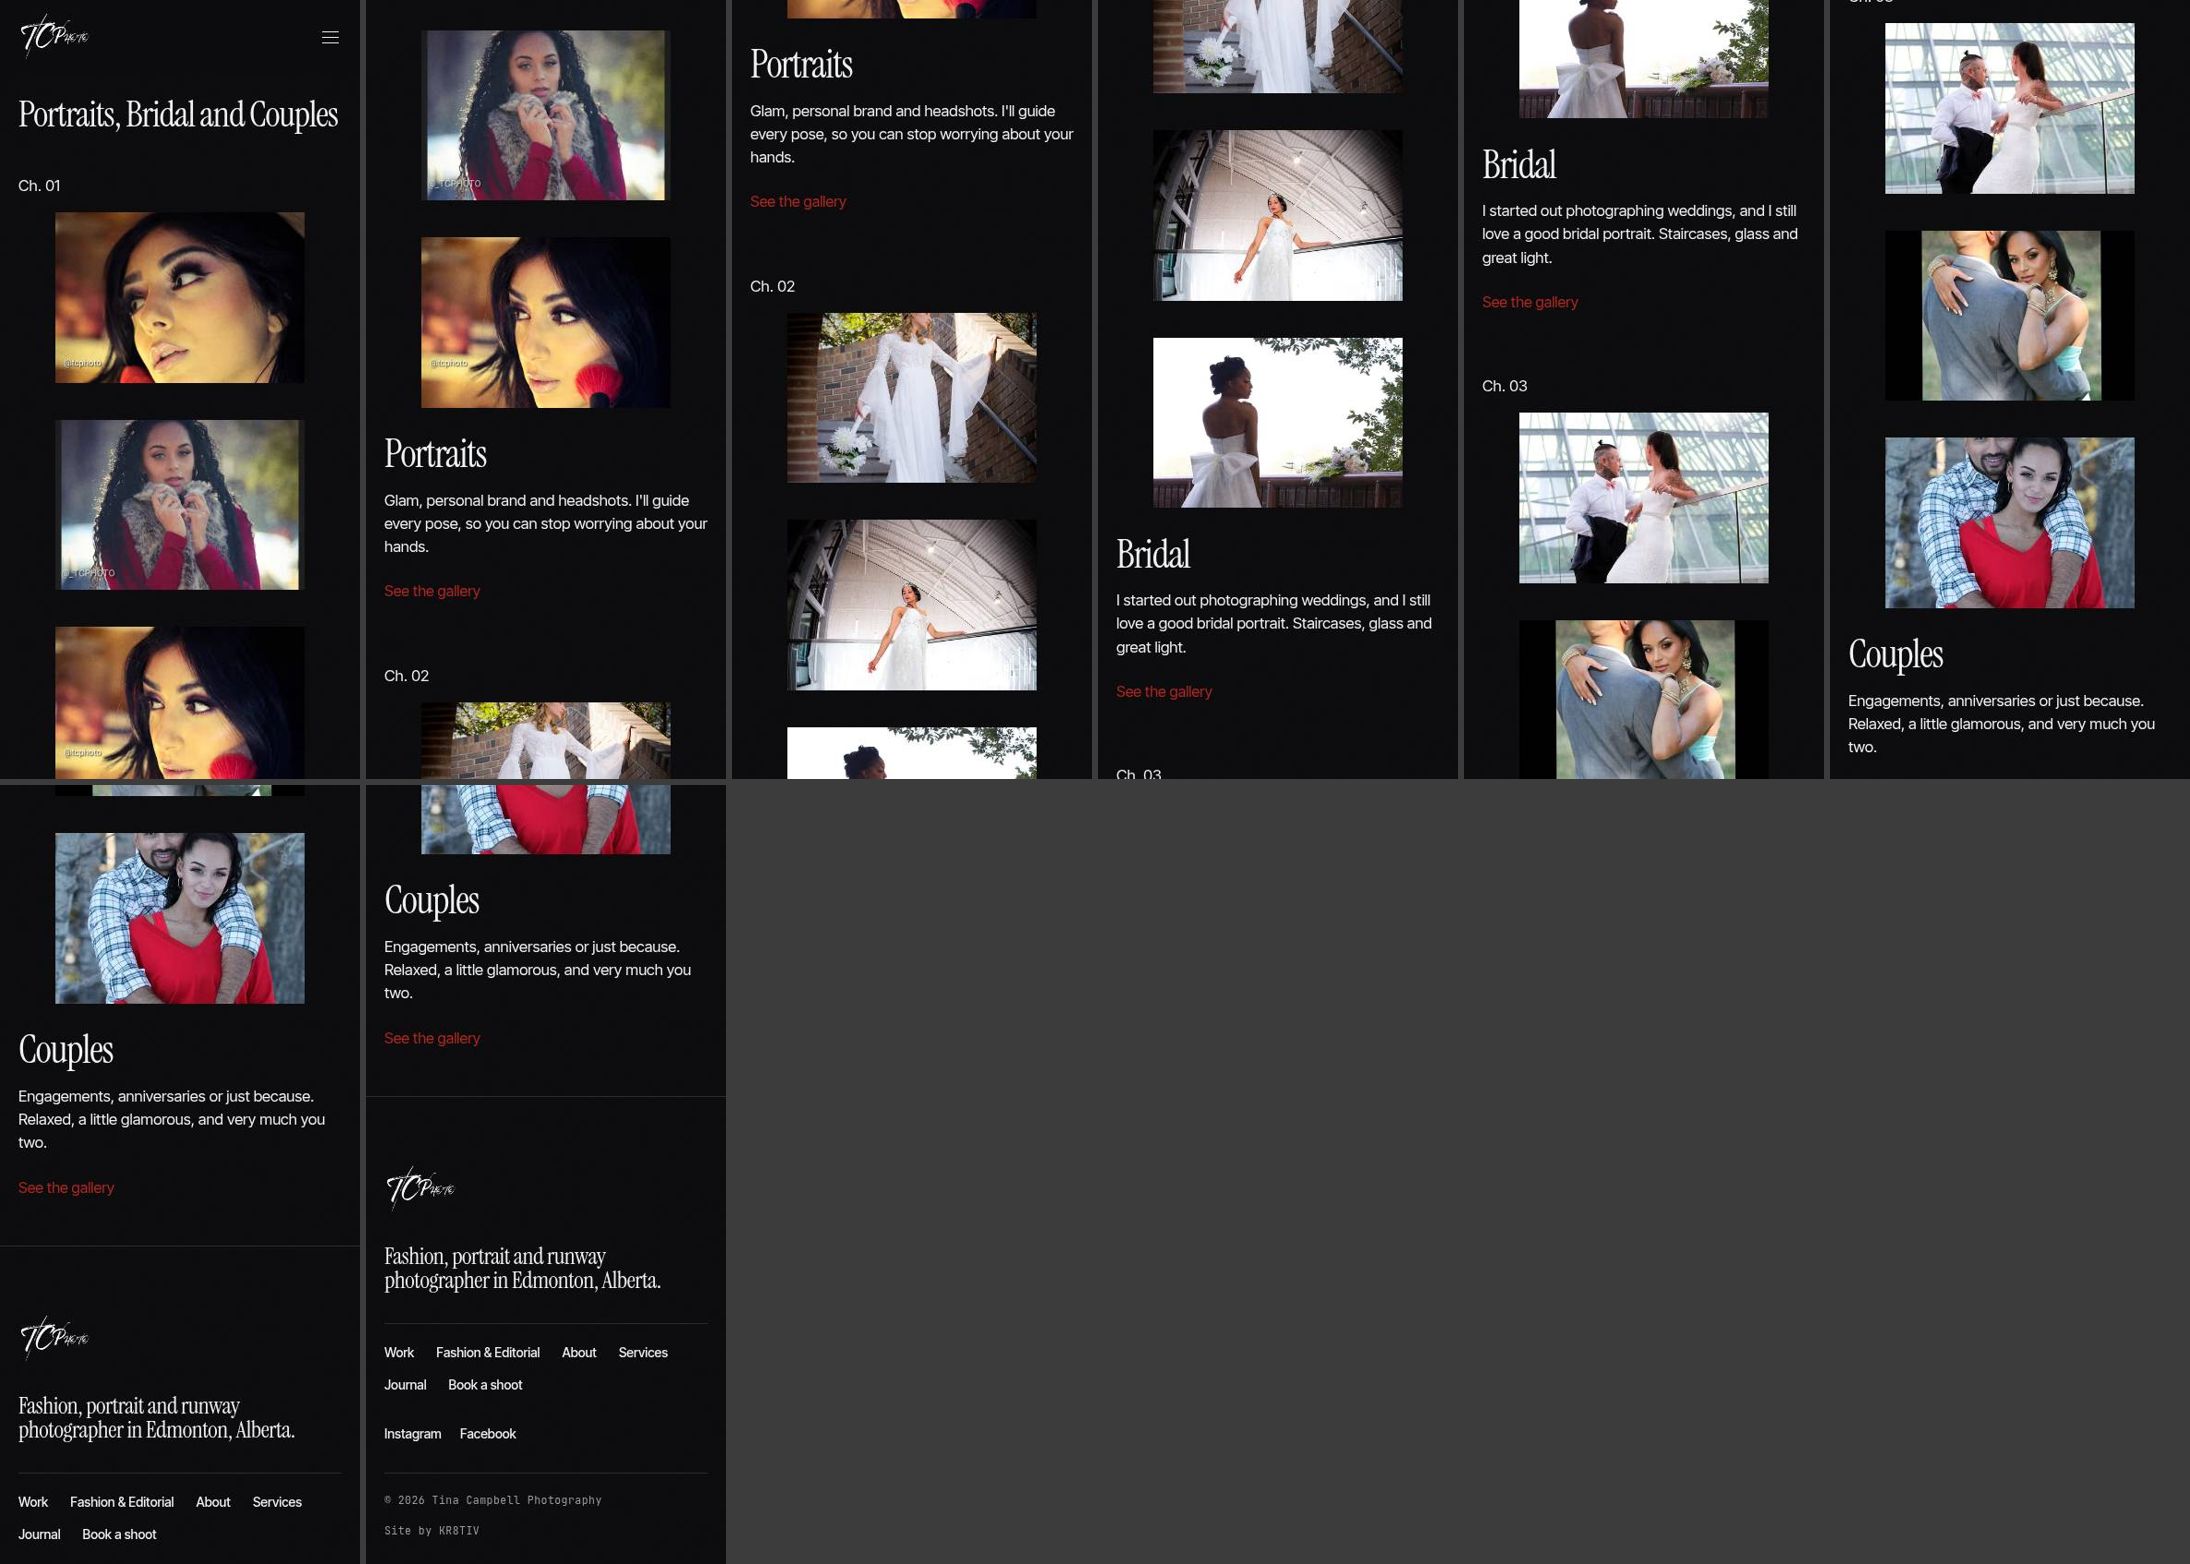 TCPhoto
Portraits, Bridal and Couples
Ch. 01
@tcphoto
_TCPHOTO
@tcphoto
_TCPHOTO
@tcphoto
Portraits
Glam, personal brand and headshots. I'll guide
every pose, so you can stop worrying about your
hands.
See the gallery
Ch. 02
Portraits
Glam, personal brand and headshots. I'll guide
every pose, so you can stop worrying about your
hands.
See the gallery
Ch. 02
Bridal
I started out photographing weddings, and I still
love a good bridal portrait. Staircases, glass and
great light.
See the gallery
Ch. 03
Bridal
I started out photographing weddings, and I still
love a good bridal portrait. Staircases, glass and
great light.
See the gallery
Ch. 03
Couples
Engagements, anniversaries or just because.
Relaxed, a little glamorous, and very much you
two.
Couples
Engagements, anniversaries or just because.
Relaxed, a little glamorous, and very much you
two.
See the gallery
TCPhoto
Fashion, portrait and runway
photographer in Edmonton, Alberta.
Work Fashion & Editorial About Services
Journal Book a shoot
Couples
Engagements, anniversaries or just because.
Relaxed, a little glamorous, and very much you
two.
See the gallery
TCPhoto
Fashion, portrait and runway
photographer in Edmonton, Alberta.
Work Fashion & Editorial About Services
Journal Book a shoot
Instagram Facebook
© 2026 Tina Campbell Photography
Site by KR8TIV